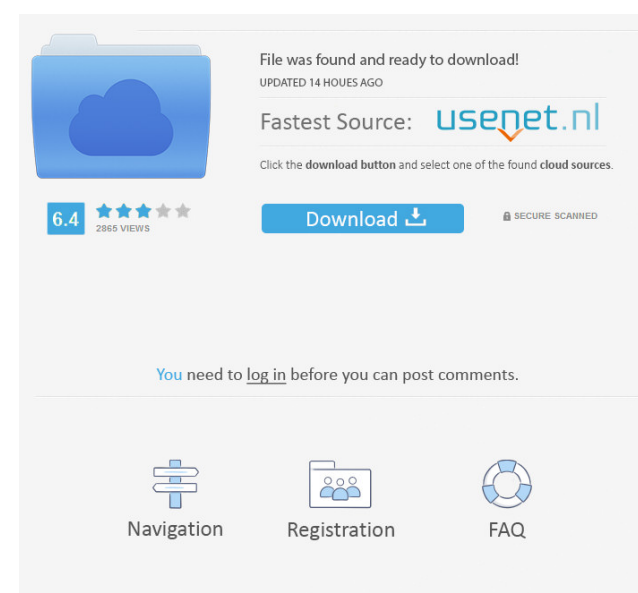 File was found and ready to download!
UPDATED 14 HOUES AGO
Fastest Source: usenet.nl
Click the download button and select one of the found cloud sources.
6.4
2865 VIEWS
Download
SECURE SCANNED
You need to log in before you can post comments.
Navigation
Registration
FAQ